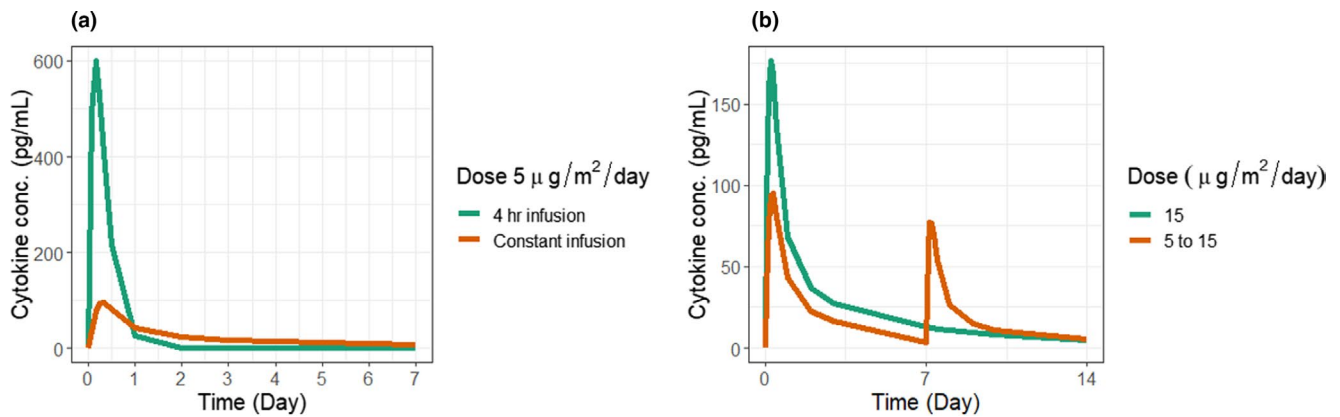 (a)
Cytokine conc. (pg/mL)
600
400
200
0
0 1 2 3 4 5 6 7
Time (Day)
Dose 5 μ g/m²/day
4 hr infusion
Constant infusion
(b)
Cytokine conc. (pg/mL)
150
100
50
0
0 7 14
Time (Day)
Dose ( μ g/m²/day)
15
5 to 15